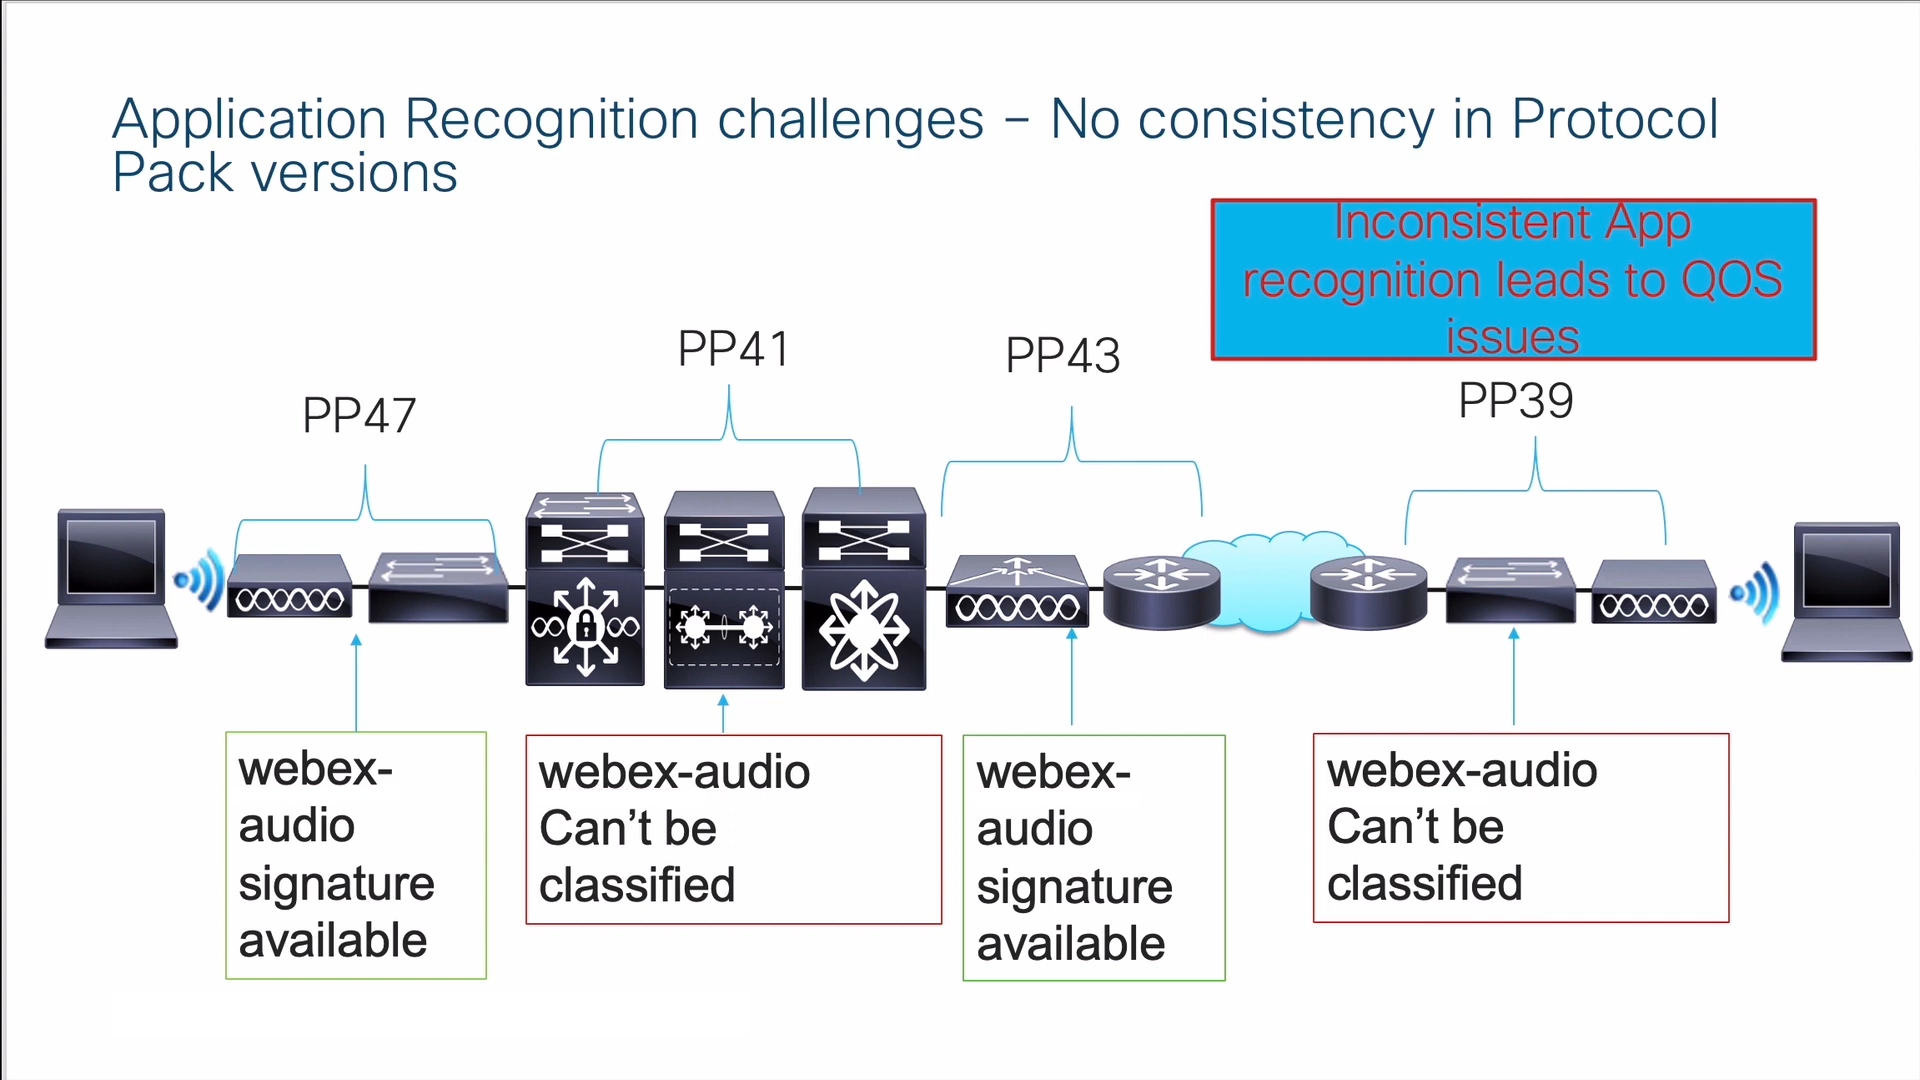 Application Recognition challenges – No consistency in Protocol
Pack versions
Inconsistent App
recognition leads to QOS
issues
PP47
PP41
PP43
PP39
webex-
audio
signature
available
webex-audio
Can’t be
classified
webex-
audio
signature
available
webex-audio
Can’t be
classified